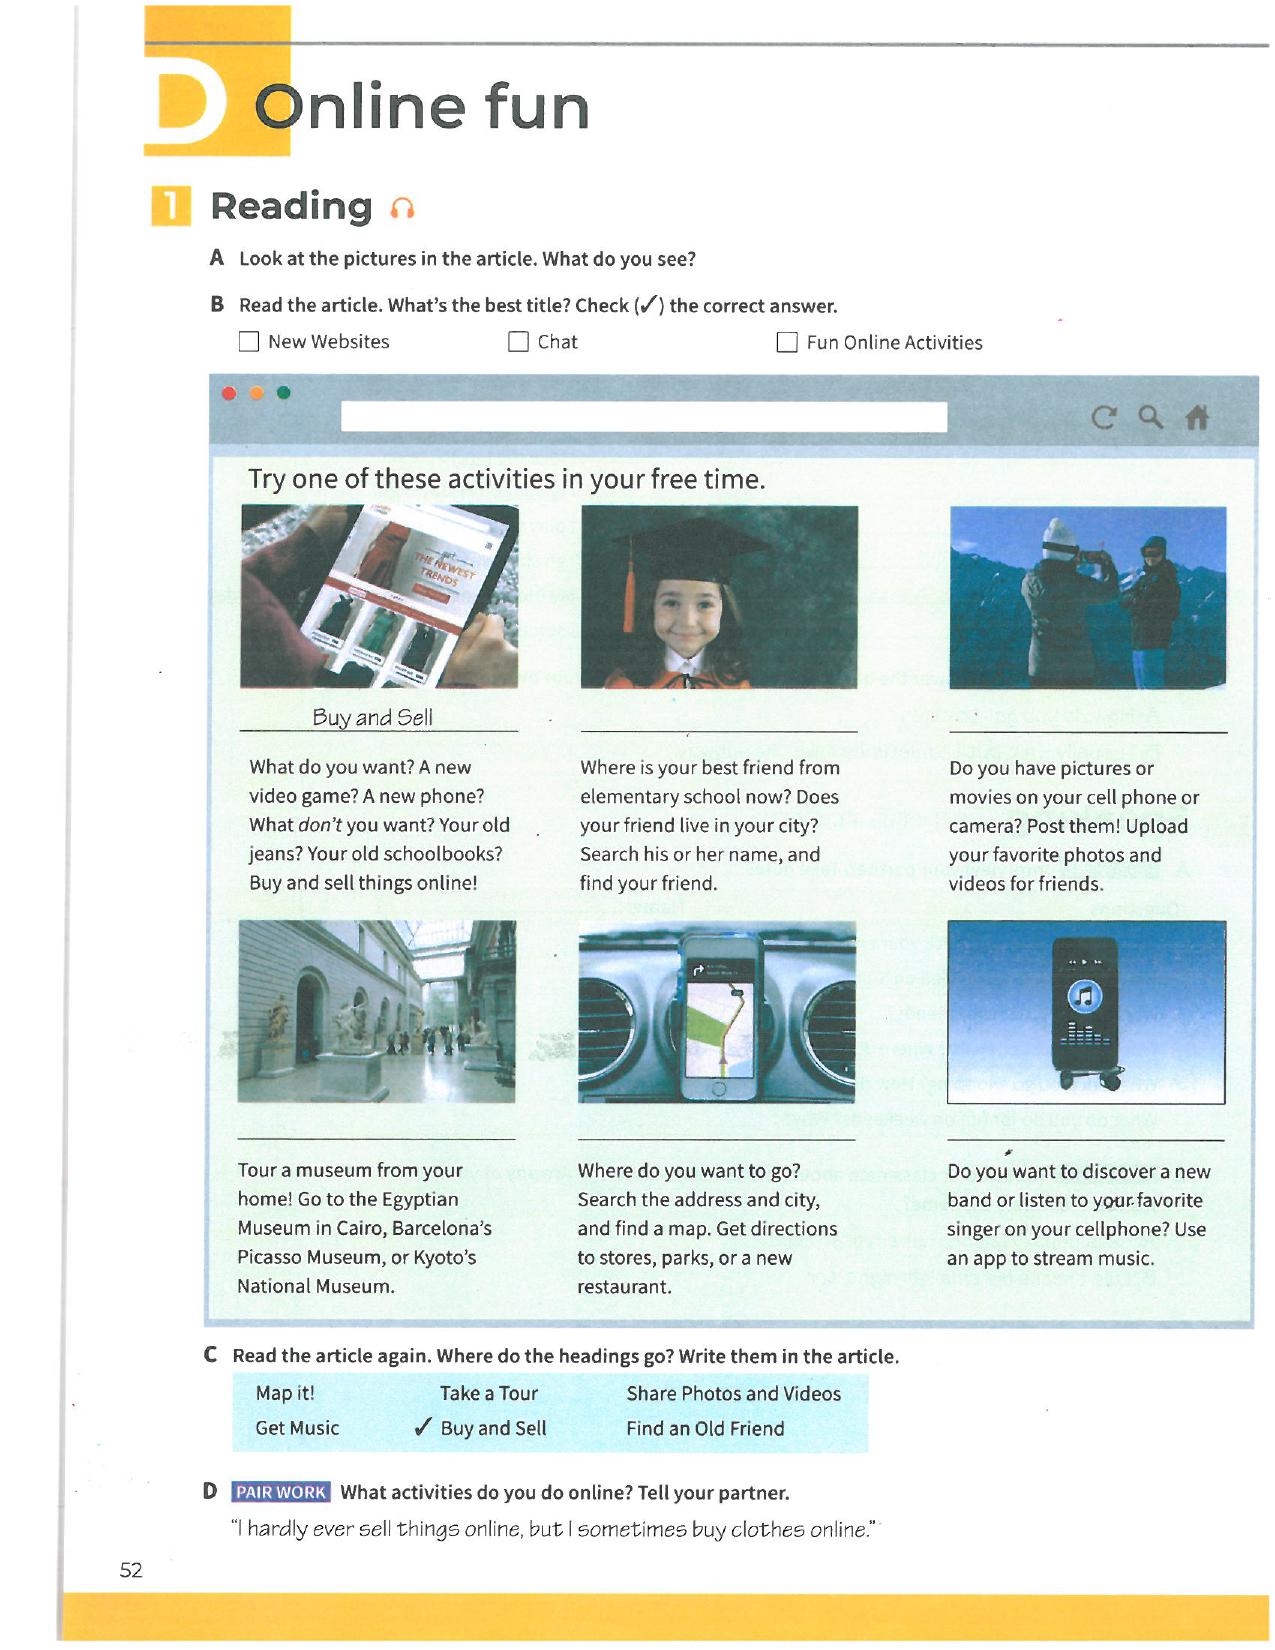 D Online fun
1 Reading
A Look at the pictures in the article. What do you see?
B Read the article. What's the best title? Check (✓) the correct answer.
New Websites Chat Fun Online Activities
Try one of these activities in your free time.
get
THE NEWEST
TRENDS
Buy and Sell
What do you want? A new
video game? A new phone?
What don't you want? Your old
jeans? Your old schoolbooks?
Buy and sell things online!
Where is your best friend from
elementary school now? Does
your friend live in your city?
Search his or her name, and
find your friend.
Do you have pictures or
movies on your cell phone or
camera? Post them! Upload
your favorite photos and
videos for friends.
Tour a museum from your
home! Go to the Egyptian
Museum in Cairo, Barcelona's
Picasso Museum, or Kyoto's
National Museum.
Where do you want to go?
Search the address and city,
and find a map. Get directions
to stores, parks, or a new
restaurant.
Do you want to discover a new
band or listen to your favorite
singer on your cellphone? Use
an app to stream music.
C Read the article again. Where do the headings go? Write them in the article.
Map it! Take a Tour Share Photos and Videos
Get Music ✓ Buy and Sell Find an Old Friend
D PAIR WORK What activities do you do online? Tell your partner.
"I hardly ever sell things online, but I sometimes buy clothes online."
52